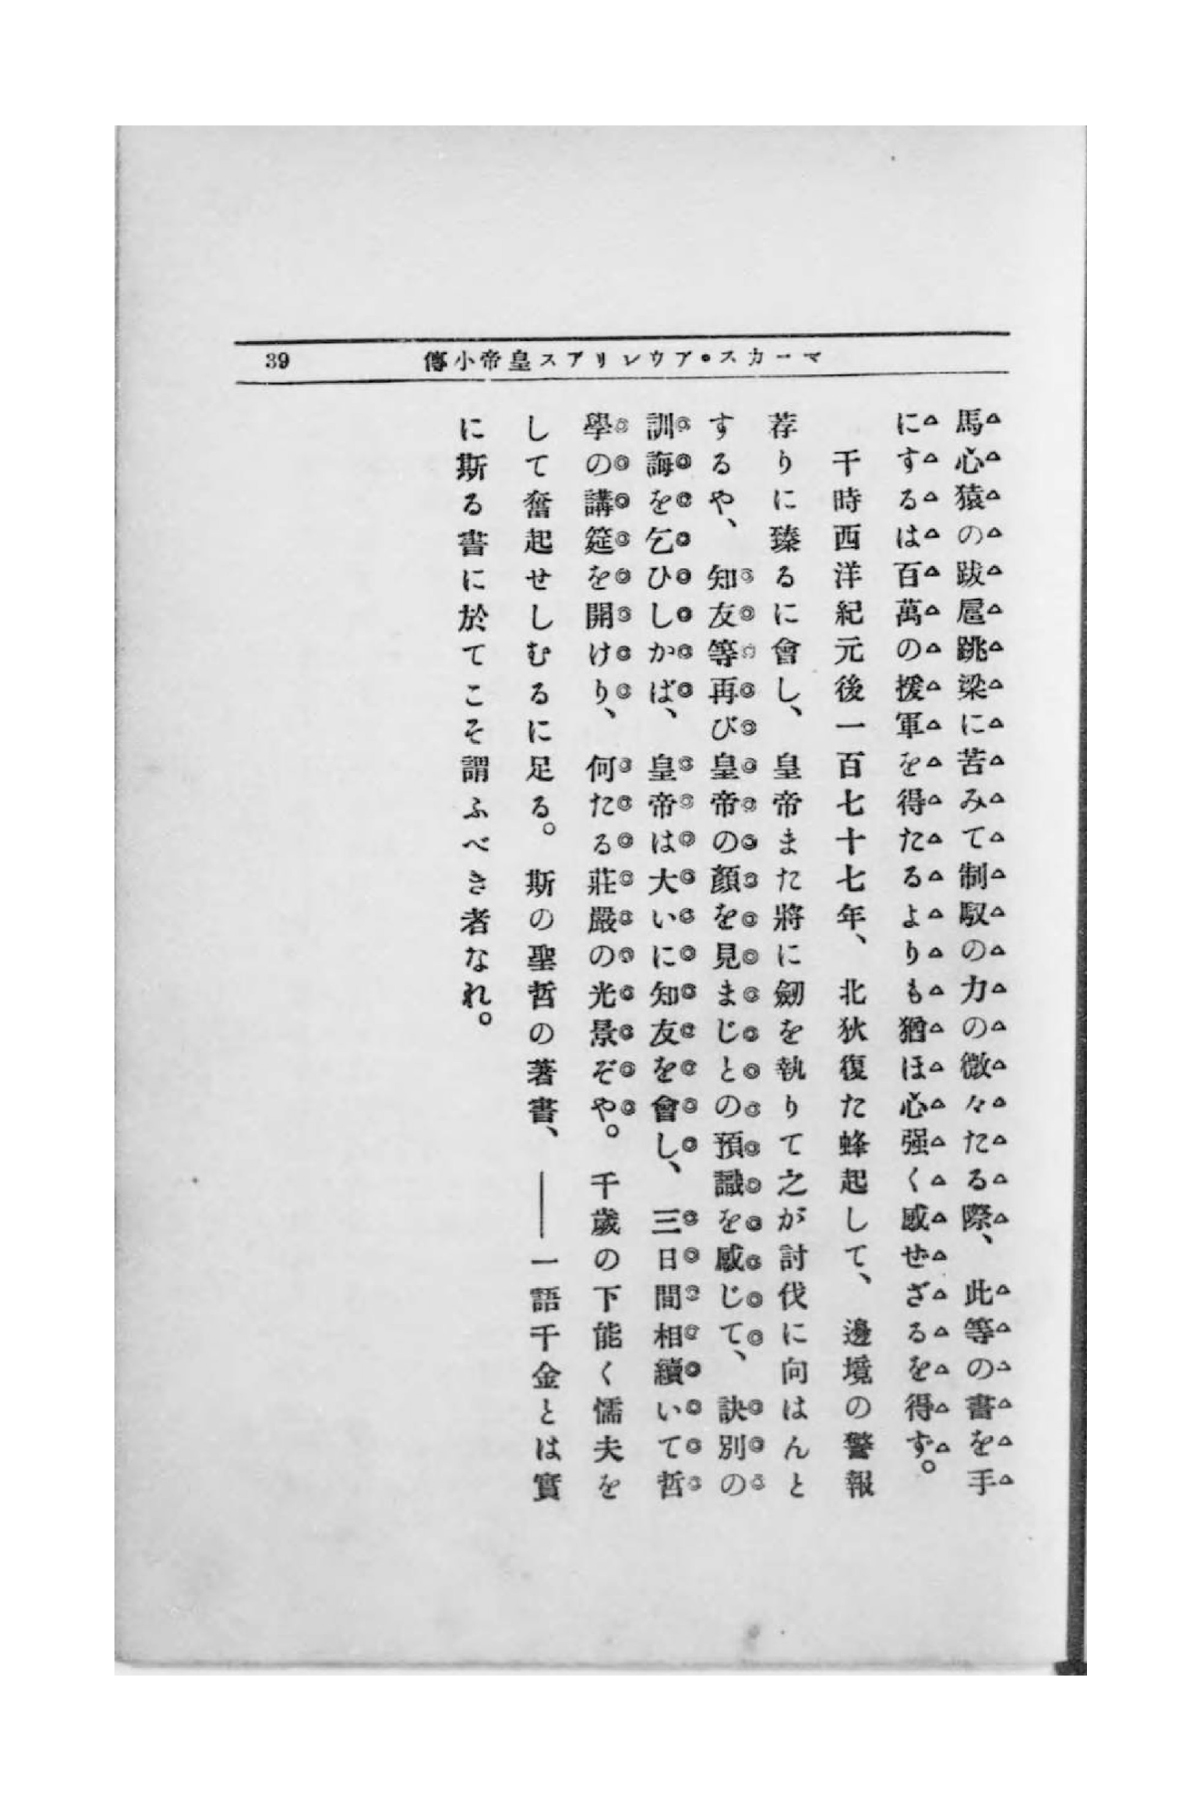 マーカス・アウレリアス皇帝小傳
39
馬心猿の跋扈跳梁に苦みて制馭の力の微々たる際、此等の書を手
にするは百萬の援軍を得たるよりも猶ほ心强く感ぜざるを得ず。
干時西洋紀元後一百七十七年、北狄復た蜂起して、邊境の警報
荐りに臻るに會し、皇帝また將に劒を執りて之が討伐に向はんと
するや、知友等再び皇帝の顏を見まじとの預識を感じて、訣別の
訓誨を乞ひしかば、皇帝は大いに知友を會し、三日間相續いて哲
學の講筵を開けり、何たる莊嚴の光景ぞや。千歲の下能く懦夫を
して奮起せしむるに足る。斯の聖哲の著書、――一語千金とは實
に斯る書に於てこそ謂ふべき者なれ。